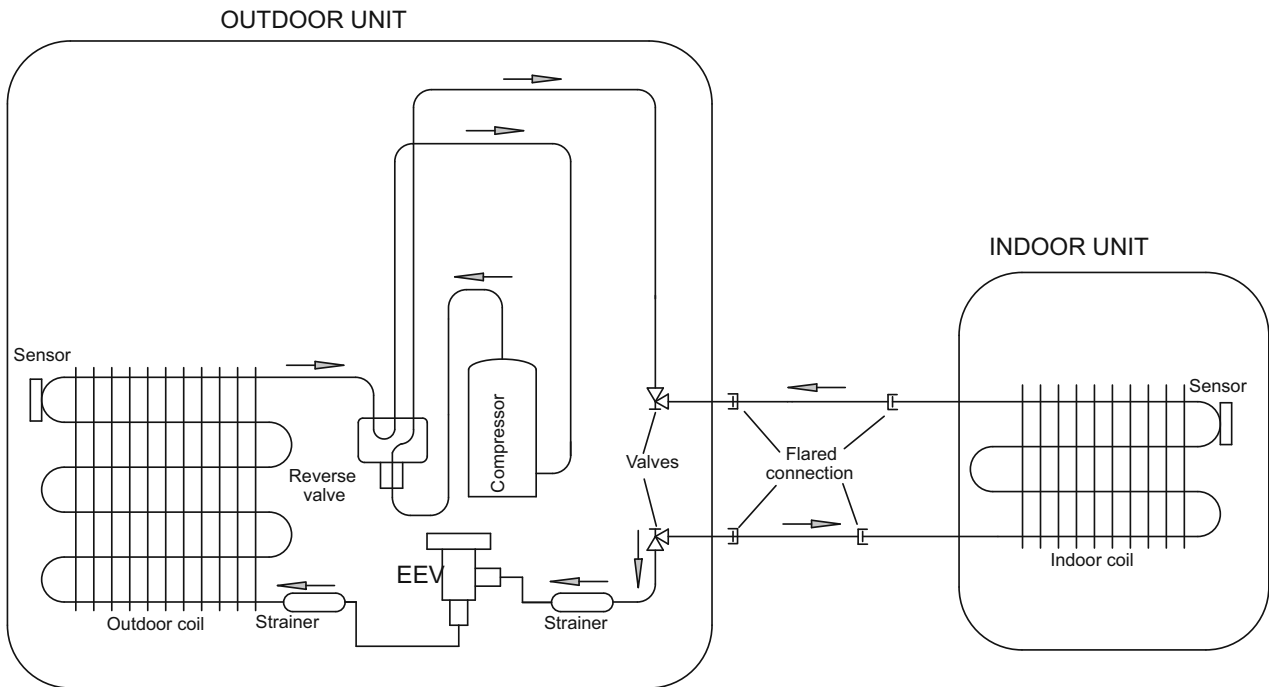 OUTDOOR UNIT
INDOOR UNIT
Sensor
Sensor
Compressor
Reverse
valve
Valves
Flared
connection
Indoor coil
EEV
Outdoor coil
Strainer
Strainer